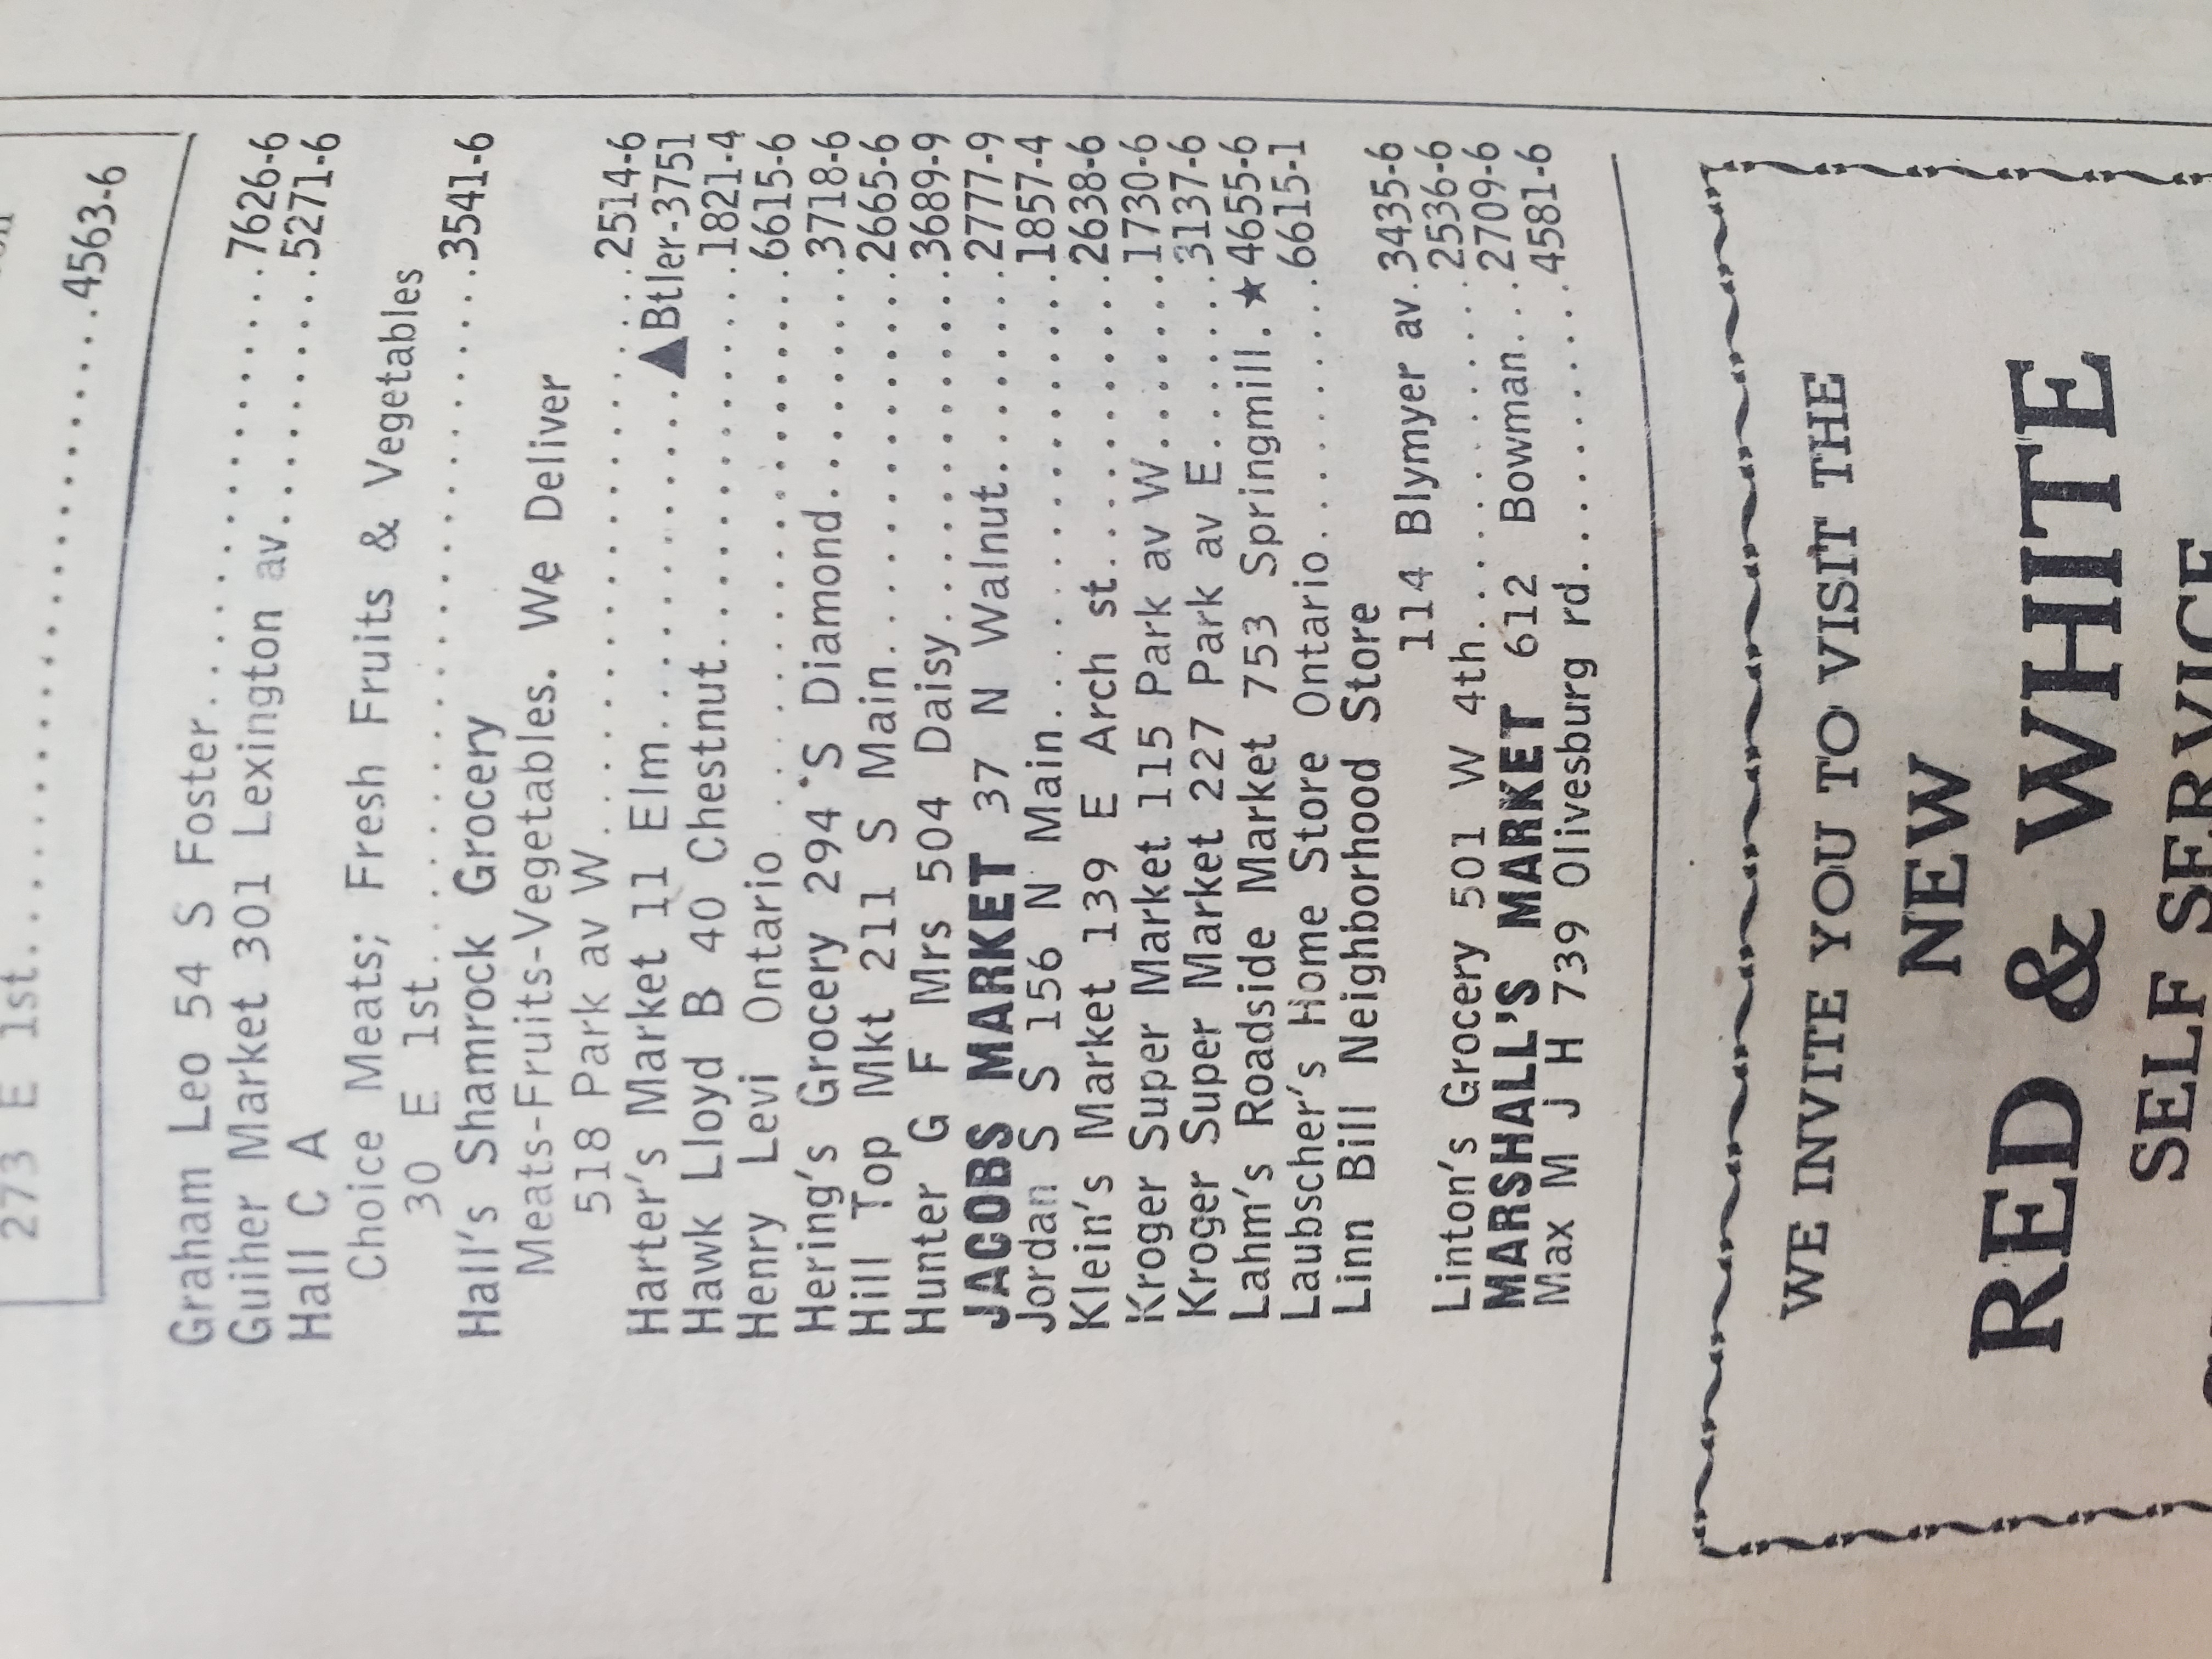 273 E 1st..............................4563-6
Graham Leo 54 S Foster..............7626-6
Guiher Market 301 Lexington av.........5271-6
Hall C A
Choice Meats; Fresh Fruits & Vegetables
30 E 1st..............................3541-6
Hall's Shamrock Grocery
Meats-Fruits-Vegetables. We Deliver
518 Park av W........................2514-6
Harter's Market 11 Elm..............▲Btler-3751
Hawk Lloyd B 40 Chestnut..............1821-4
Henry Levi Ontario....................6615-6
Hering's Grocery 294 S Diamond........3718-6
Hill Top Mkt 211 S Main...............2665-6
Hunter G F Mrs 504 Daisy..............3689-9
JACOBS MARKET 37 N Walnut.......2777-9
Jordan S S 156 N Main.................1857-4
Klein's Market 139 E Arch st..........2638-6
Kroger Super Market 115 Park av W......1730-6
Kroger Super Market 227 Park av E......3137-6
Lahm's Roadside Market 753 Springmill.★4655-6
Laubscher's Home Store Ontario.........6615-1
Linn Bill Neighborhood Store
114 Blymyer av.3435-6
Linton's Grocery 501 W 4th............2536-6
MARSHALL'S MARKET 612 Bowman...2709-6
Max M J H 739 Olivesburg rd...........4581-6
WE INVITE YOU TO VISIT THE
NEW
RED & WHITE
SELF SERVICE